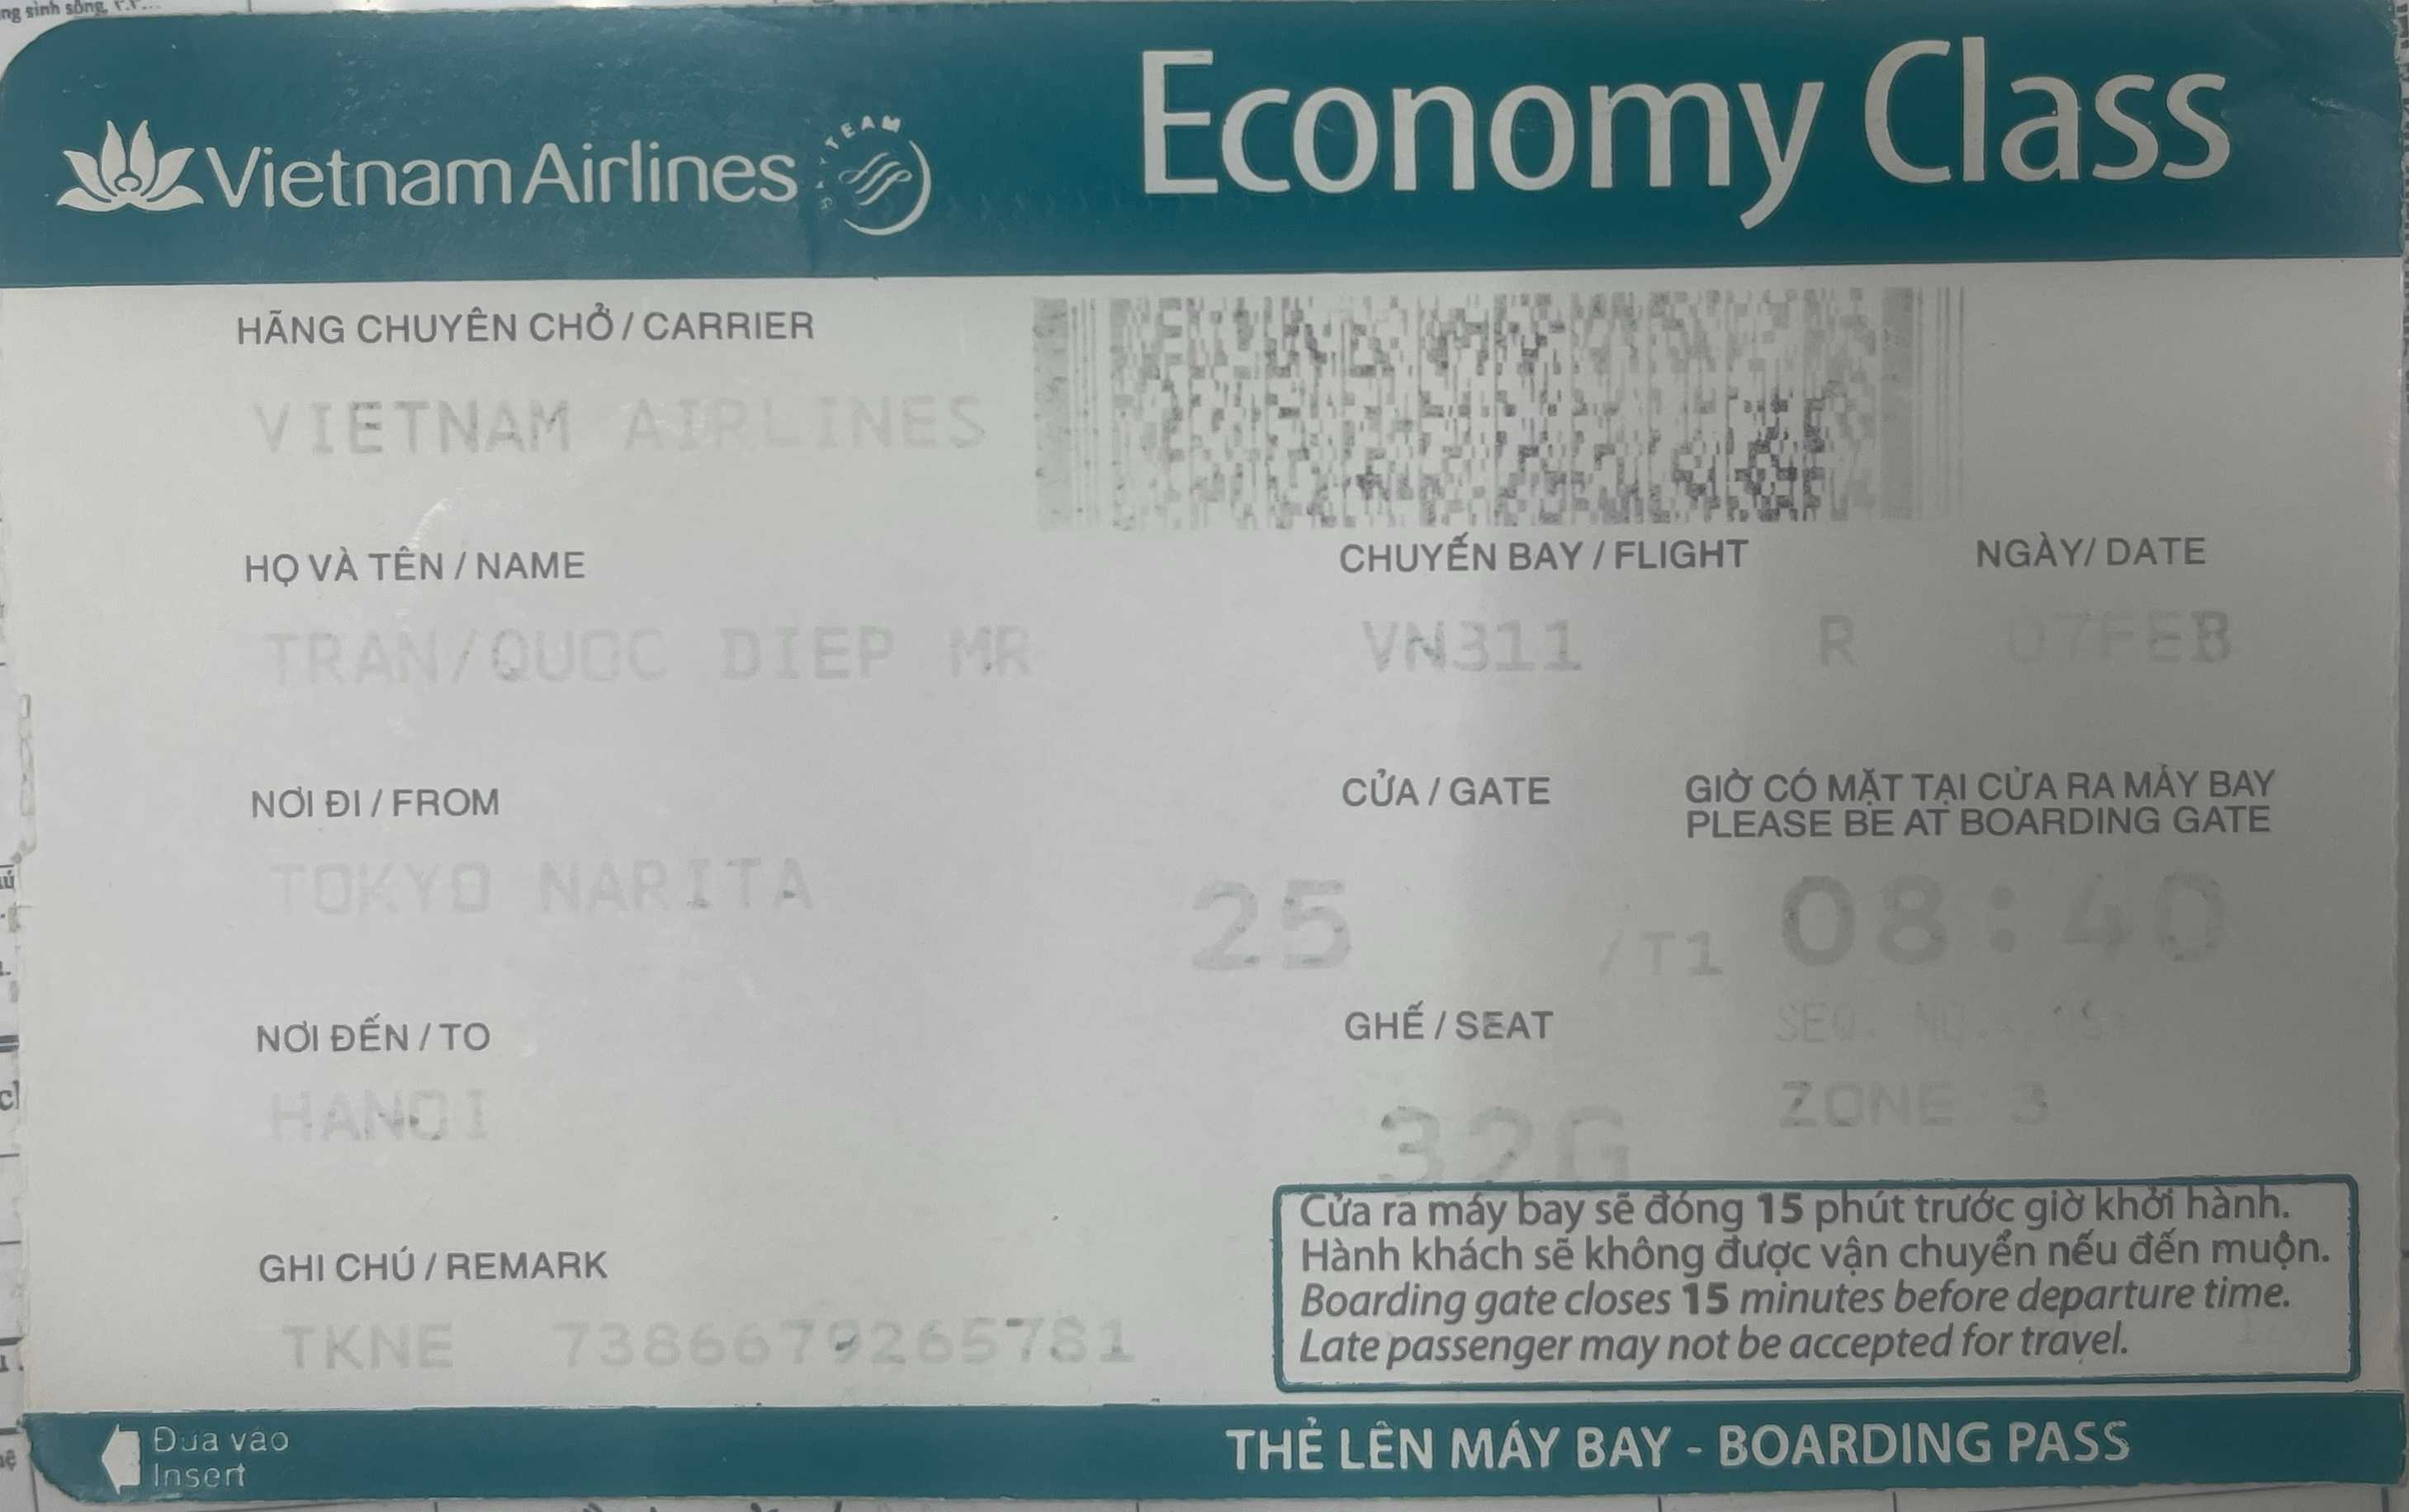 Vietnam Airlines
Economy Class
HÃNG CHUYÊN CHỞ / CARRIER
VIETNAM AIRLINES
HỌ VÀ TÊN / NAME
TRAN/QUOC DIEP MR
CHUYẾN BAY / FLIGHT
VN311 R
NGÀY/ DATE
07FEB
NƠI ĐI / FROM
TOKYO NARITA
CỬA / GATE
25 /T1
GIỜ CÓ MẶT TẠI CỬA RA MÁY BAY
PLEASE BE AT BOARDING GATE
08:40
NƠI ĐẾN / TO
HANOI
GHẾ / SEAT
32G
SEQ.
ZONE 3
Cửa ra máy bay sẽ đóng 15 phút trước giờ khởi hành.
Hành khách sẽ không được vận chuyển nếu đến muộn.
Boarding gate closes 15 minutes before departure time.
Late passenger may not be accepted for travel.
GHI CHÚ / REMARK
TKNE 7386679265781
Đưa vào
Insert
THẺ LÊN MÁY BAY - BOARDING PASS